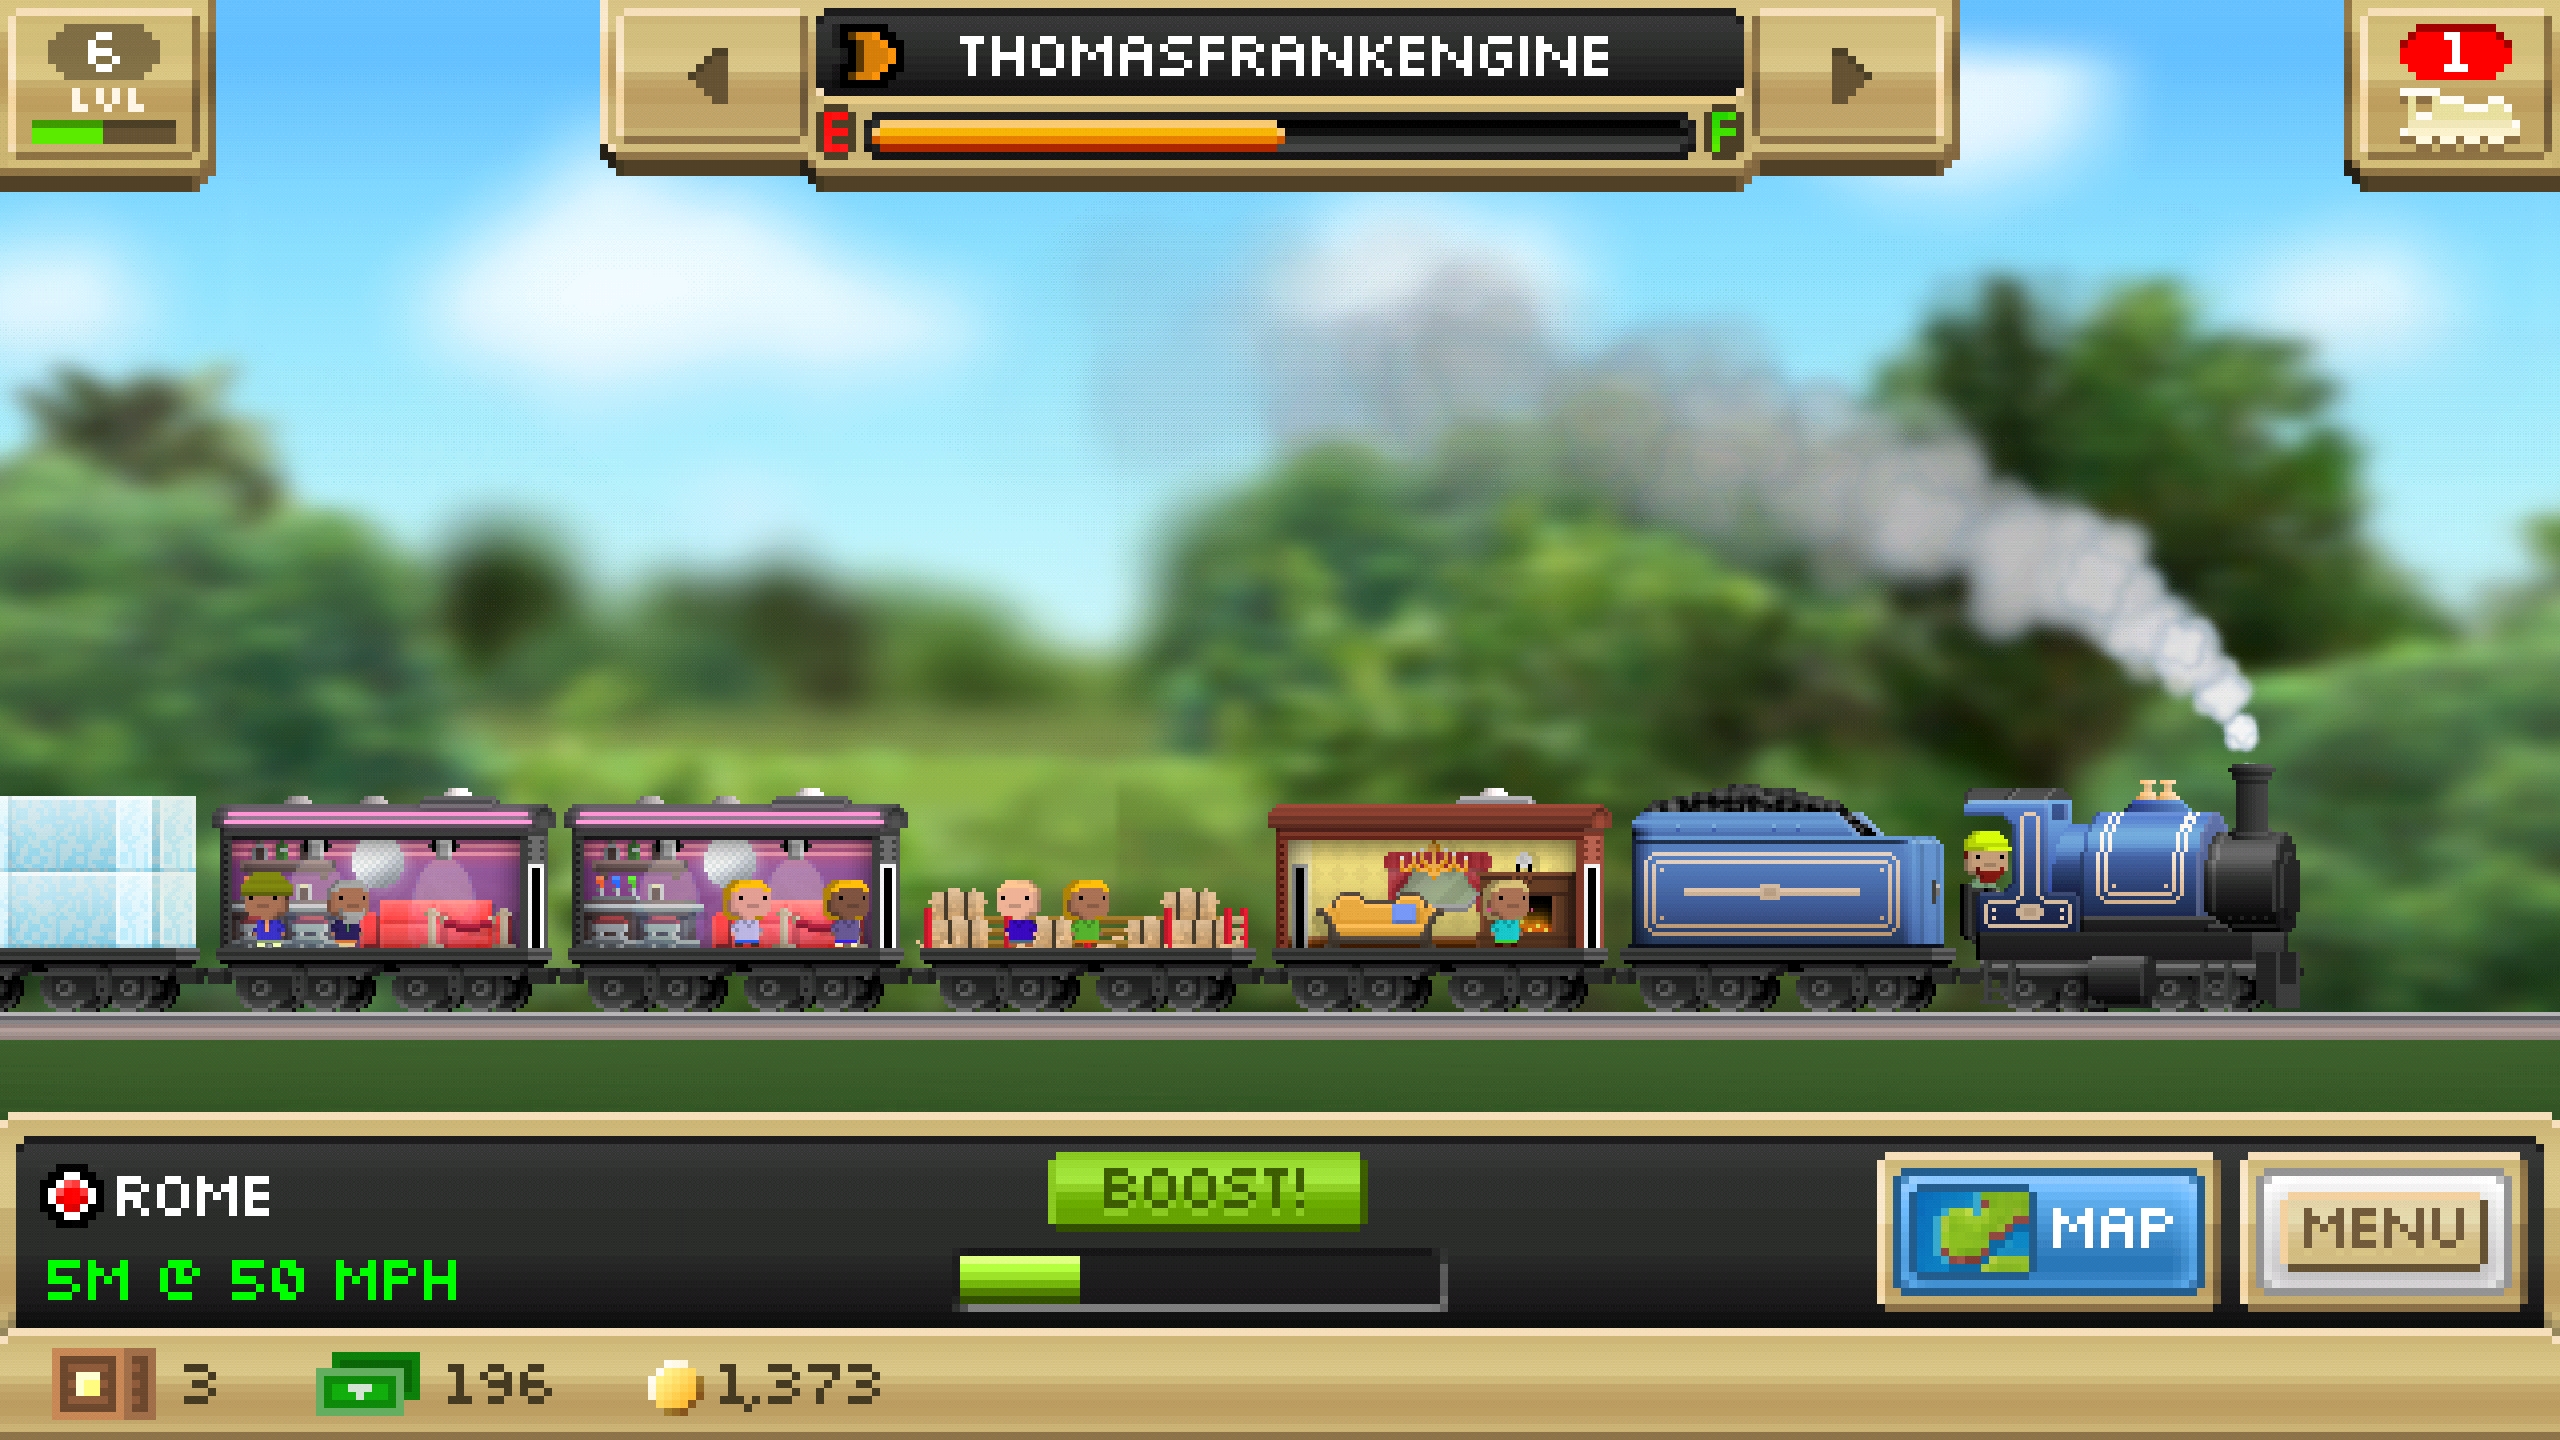 6
LVL
THOMASFRANKENGINE
E F
1
ROME
5M @ 50 MPH
BOOST!
MAP
MENU
3 196 1,373